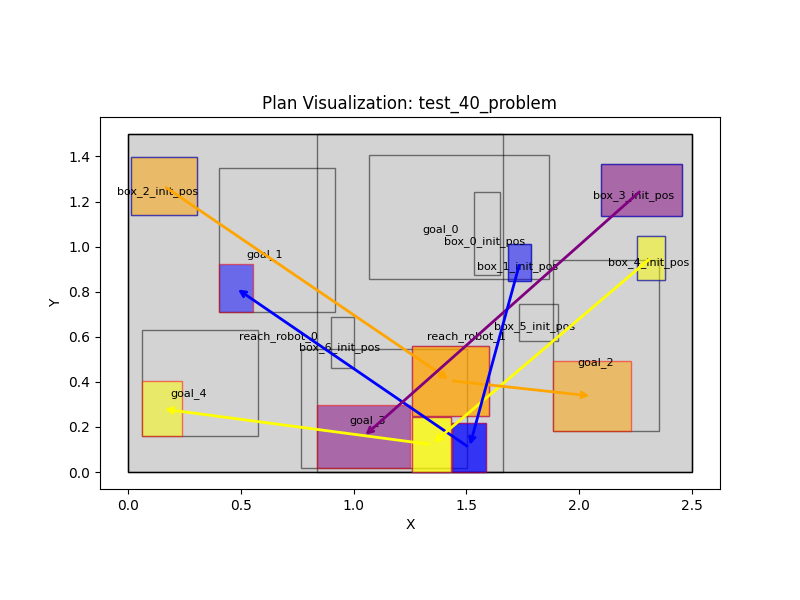 Plan Visualization: test_40_problem
Y
1.4
1.2
1.0
0.8
0.6
0.4
0.2
0.0
box_2_init_pos
box_3_init_pos
goal_0
box_0_init_pos
goal_1
box_4_init_pos
box_1_init_pos
box_5_init_pos
reach_robot_0
reach_robot_1
box_6_init_pos
goal_2
goal_4
goal_3
0.0
0.5
1.0
1.5
2.0
2.5
X